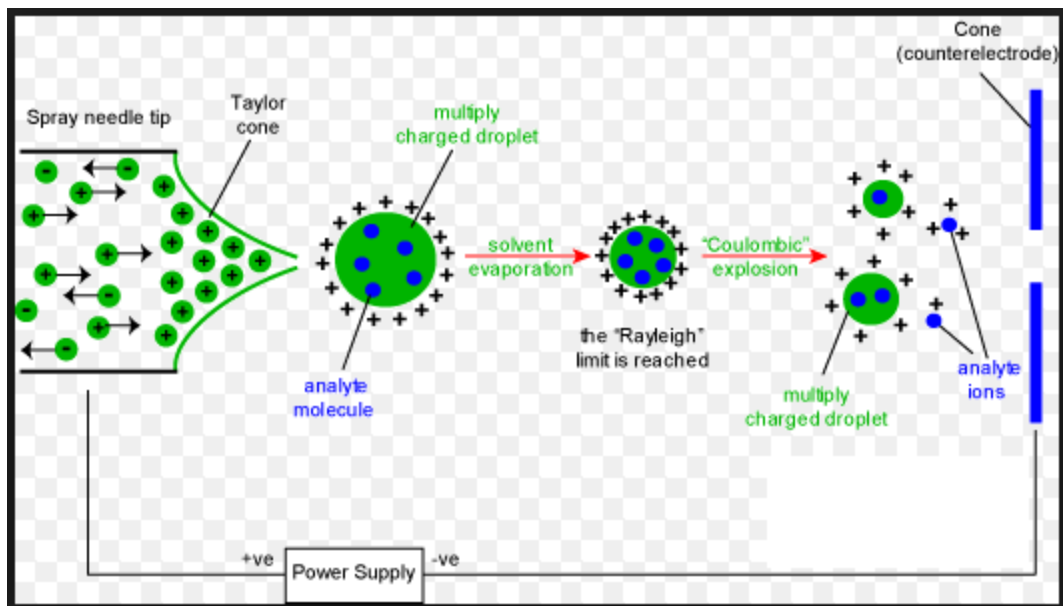 Cone
(counterelectrode)
Spray needle tip
Taylor
cone
multiply
charged droplet
solvent
evaporation
"Coulombic"
explosion
the "Rayleigh"
limit is reached
analyte
molecule
multiply
charged droplet
analyte
ions
+ve
Power Supply
-ve